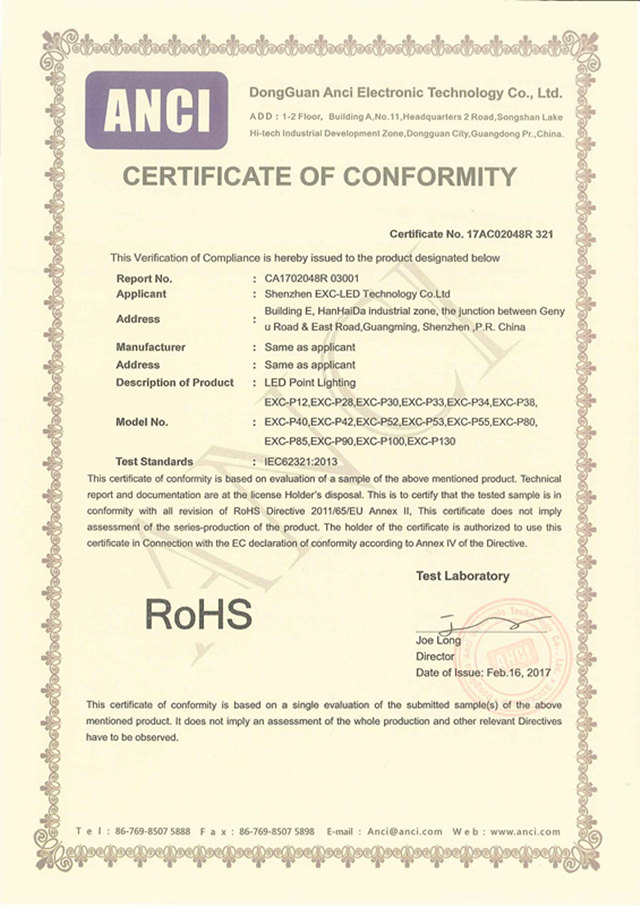 ANCI
DongGuan Anci Electronic Technology Co., Ltd.
ADD: 1-2 Floor, Building A,No.11,Headquarters 2 Road,Songshan Lake
Hi-tech Industrial Development Zone,Dongguan City,Guangdong Pr.,China.
CERTIFICATE OF CONFORMITY
Certificate No. 17AC02048R 321
This Verification of Compliance is hereby issued to the product designated below
Report No. : CA1702048R 03001
Applicant : Shenzhen EXC-LED Technology Co.Ltd
Address : Building E, HanHaiDa industrial zone, the junction between Geny
u Road & East Road,Guangming, Shenzhen ,P.R. China
Manufacturer : Same as applicant
Address : Same as applicant
Description of Product : LED Point Lighting
EXC-P12,EXC-P28,EXC-P30,EXC-P33,EXC-P34,EXC-P38,
Model No. : EXC-P40,EXC-P42,EXC-P52,EXC-P53,EXC-P55,EXC-P80,
EXC-P85,EXC-P90,EXC-P100,EXC-P130
Test Standards : IEC62321:2013
This certificate of conformity is based on evaluation of a sample of the above mentioned product. Technical
report and documentation are at the license Holder's disposal. This is to certify that the tested sample is in
conformity with all revision of RoHS Directive 2011/65/EU Annex II, This certificate does not imply
assessment of the series-production of the product. The holder of the certificate is authorized to use this
certificate in Connection with the EC declaration of conformity according to Annex IV of the Directive.
Test Laboratory
RoHS
ANCI
Joe Long
Director
Date of Issue: Feb.16, 2017
This certificate of conformity is based on a single evaluation of the submitted sample(s) of the above
mentioned product. It does not imply an assessment of the whole production and other relevant Directives
have to be observed.
Tel: 86-769-8507 5888 Fax: 86-769-8507 5898 E-mail: Anci@anci.com Web: www.anci.com